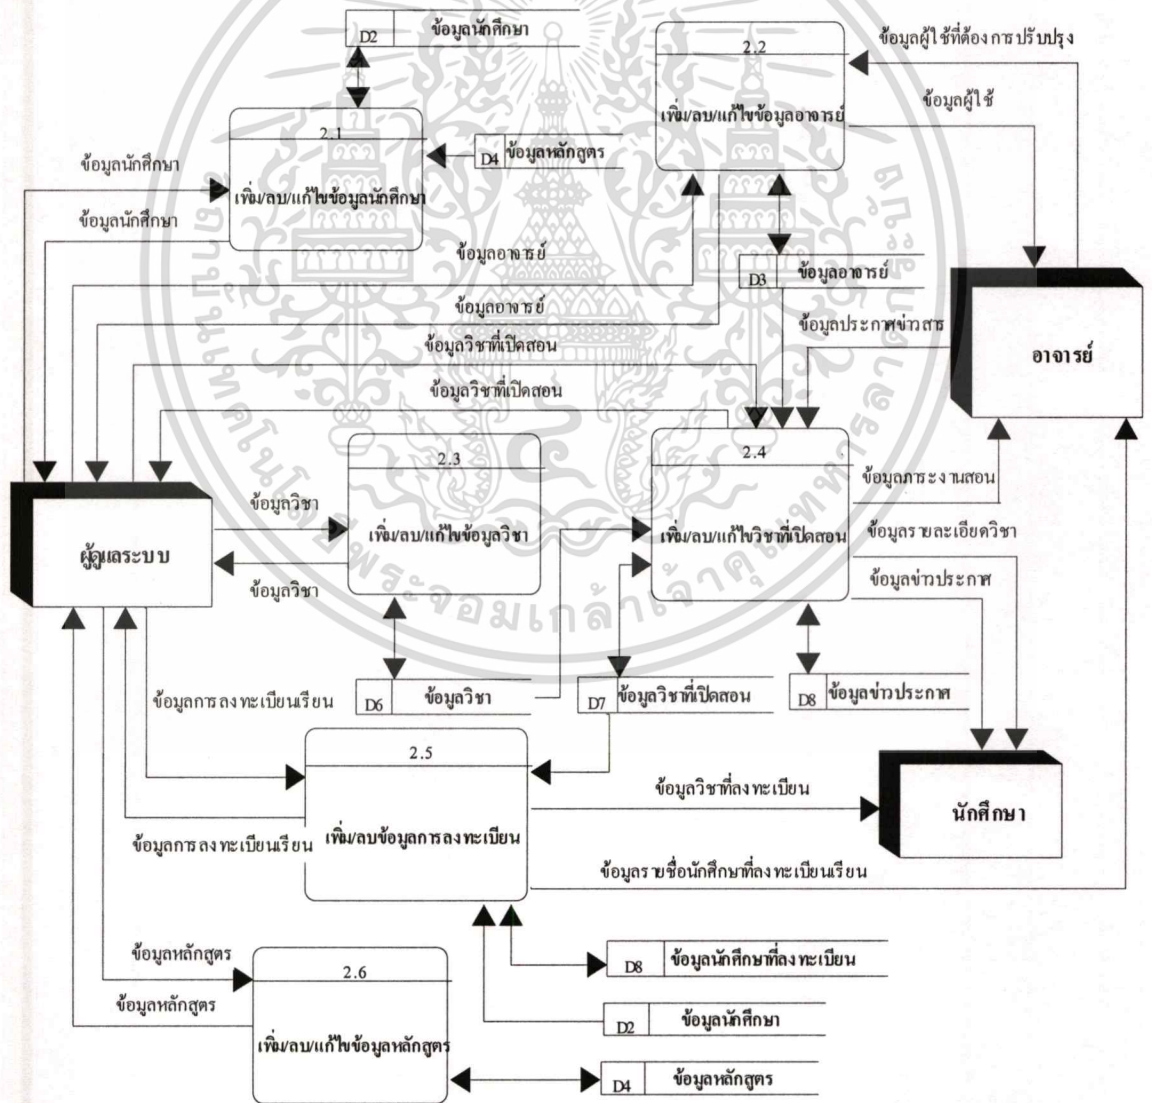 D2 ข้อมูลนักศึกษา
2.1
เพิ่ม/ลบ/แก้ไขข้อมูลนักศึกษา
D4 ข้อมูลหลักสูตร
2.2
เพิ่ม/ลบ/แก้ไขข้อมูลอาจารย์
ข้อมูลผู้ใช้ที่ต้องการปรับปรุง
ข้อมูลผู้ใช้
ข้อมูลนักศึกษา
ข้อมูลนักศึกษา
ข้อมูลอาจารย์
ข้อมูลอาจารย์
D3 ข้อมูลอาจารย์
ข้อมูลประกาศข่าวสาร
อาจารย์
ข้อมูลวิชาที่เปิดสอน
ข้อมูลวิชาที่เปิดสอน
ผู้ดูแลระบบ
ข้อมูลวิชา
ข้อมูลวิชา
2.3
เพิ่ม/ลบ/แก้ไขข้อมูลวิชา
2.4
เพิ่ม/ลบ/แก้ไขวิชาที่เปิดสอน
ข้อมูลภาระงานสอน
ข้อมูลรายละเอียดวิชา
ข้อมูลข่าวประกาศ
D6 ข้อมูลวิชา
D7 ข้อมูลวิชาที่เปิดสอน
D8 ข้อมูลข่าวประกาศ
ข้อมูลการลงทะเบียนเรียน
ข้อมูลการลงทะเบียนเรียน
2.5
เพิ่ม/ลบข้อมูลการลงทะเบียน
ข้อมูลวิชาที่ลงทะเบียน
นักศึกษา
ข้อมูลรายชื่อนักศึกษาที่ลงทะเบียนเรียน
ข้อมูลหลักสูตร
ข้อมูลหลักสูตร
2.6
เพิ่ม/ลบ/แก้ไขข้อมูลหลักสูตร
D8 ข้อมูลนักศึกษาที่ลงทะเบียน
D2 ข้อมูลนักศึกษา
D4 ข้อมูลหลักสูตร
พระจอมเกล้าเจ้าคุณทหารลาดกระบัง